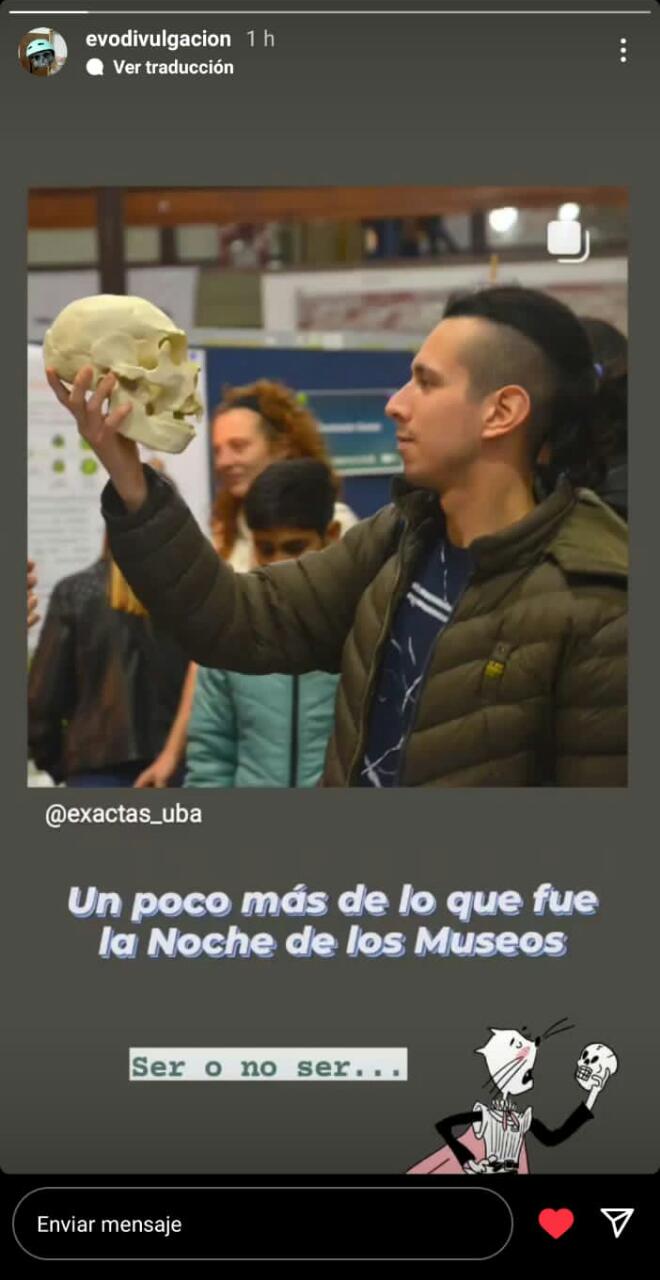 evodivulgacion 1 h
Ver traducción
@exactas_uba
Un poco más de lo que fue
la Noche de los Museos
Ser o no ser...
Enviar mensaje